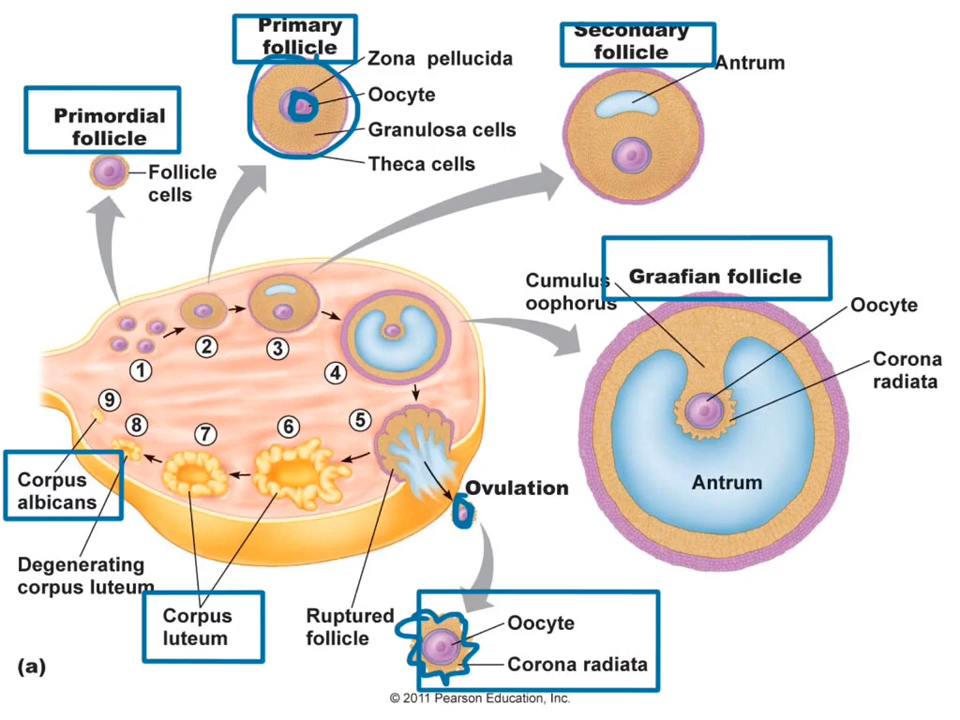 Primary
follicle
Secondary
follicle
Zona pellucida
Antrum
Oocyte
Primordial
follicle
Granulosa cells
Theca cells
Follicle
cells
Cumulus
oophorus
Graafian follicle
Oocyte
Corona
radiata
1
2
3
4
5
6
7
8
9
Corpus
albicans
Antrum
Ovulation
Degenerating
corpus luteum
Corpus
luteum
Ruptured
follicle
Oocyte
Corona radiata
(a)
© 2011 Pearson Education, Inc.